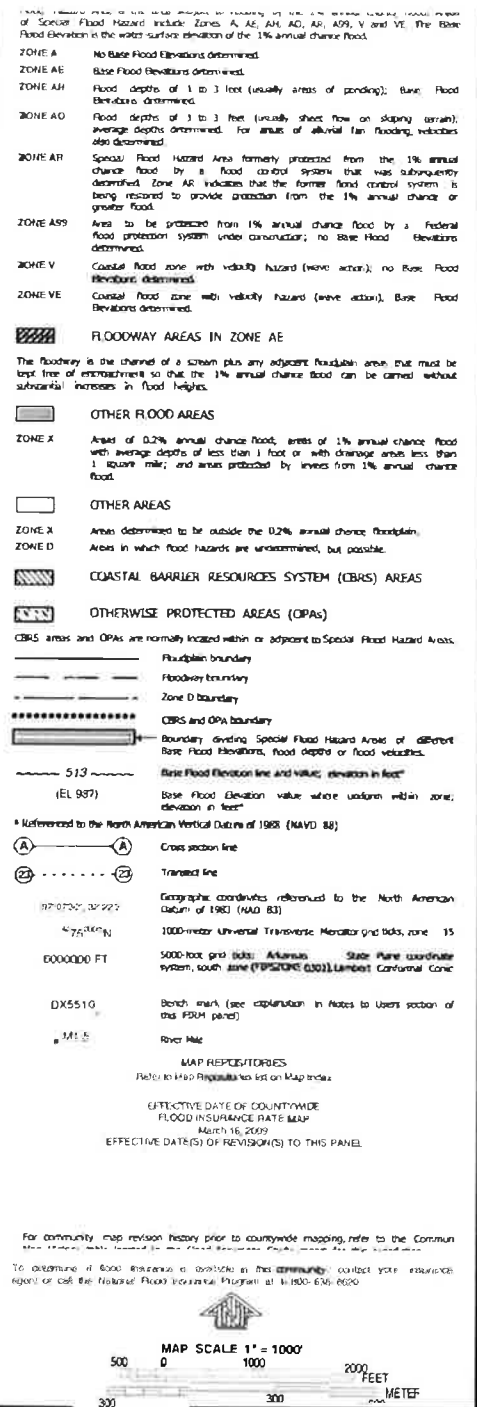 of Special Flood Hazard include Zones A, AE, AH, AO, AR, A99, V and VE. The Base
Flood Elevation is the water surface elevation of the 1% annual chance flood.
ZONE A No Base Flood Elevations determined.
ZONE AE Base Flood Elevations determined.
ZONE AH Flood depths of 1 to 3 feet (usually areas of ponding); Base Flood
Elevations determined.
ZONE AO Flood depths of 1 to 3 feet (usually sheet flow on sloping terrain);
average depths determined. For areas of alluvial fan flooding, velocities
also determined.
ZONE AR Special Flood Hazard Area formerly protected from the 1% annual
chance flood by a flood control system that was subsequently
decertified. Zone AR indicates that the former flood control system is
being restored to provide protection from the 1% annual chance or
greater flood.
ZONE A99 Area to be protected from 1% annual chance flood by a Federal
flood protection system under construction; no Base Flood Elevations
determined.
ZONE V Coastal flood zone with velocity hazard (wave action); no Base Flood
Elevations determined.
ZONE VE Coastal flood zone with velocity hazard (wave action), Base Flood
Elevations determined.
FLOODWAY AREAS IN ZONE AE
The floodway is the channel of a stream plus any adjacent floodplain areas that must be
kept free of encroachment so that the 1% annual chance flood can be carried without
substantial increases in flood heights.
OTHER FLOOD AREAS
ZONE X Areas of 0.2% annual chance flood; areas of 1% annual chance flood
with average depths of less than 1 foot or with drainage areas less than
1 square mile; and areas protected by levees from 1% annual chance
flood.
OTHER AREAS
ZONE X Areas determined to be outside the 0.2% annual chance floodplain.
ZONE D Areas in which flood hazards are undetermined, but possible.
COASTAL BARRIER RESOURCES SYSTEM (CBRS) AREAS
OTHERWISE PROTECTED AREAS (OPAs)
CBRS areas and OPAs are normally located within or adjacent to Special Flood Hazard Areas.
Floodplain boundary
Floodway boundary
Zone D boundary
CBRS and OPA boundary
Boundary dividing Special Flood Hazard Areas of different
Base Flood Elevations, flood depths or flood velocities.
513 Base Flood Elevation line and value; elevation in feet*
(EL 987) Base Flood Elevation value where uniform within zone;
elevation in feet*
* Referenced to the North American Vertical Datum of 1988 (NAVD 88)
A A Cross section line
23 23 Transect line
Geographic coordinates referenced to the North American
Datum of 1983 (NAD 83)
1000-meter Universal Transverse Mercator grid ticks, zone 15
0000000 FT 5000-foot grid ticks: Arkansas State Plane coordinate
system, south zone (FIPSZONE 0302), Lambert Conformal Conic
DX5510 Bench mark (see explanation in Notes to Users section of
this FIRM panel)
M1.5 River Mile
MAP REPOSITORIES
Refer to Map Repositories list on Map Index
EFFECTIVE DATE OF COUNTYWIDE
FLOOD INSURANCE RATE MAP
March 16, 2009
EFFECTIVE DATE(S) OF REVISION(S) TO THIS PANEL
For community map revision history prior to countywide mapping, refer to the Commun
To determine if flood insurance is available in this community, contact your insurance
agent or call the National Flood Insurance Program at 1-800-638-6620
MAP SCALE 1" = 1000'
500 0 1000 2000
FEET
METER
300 300